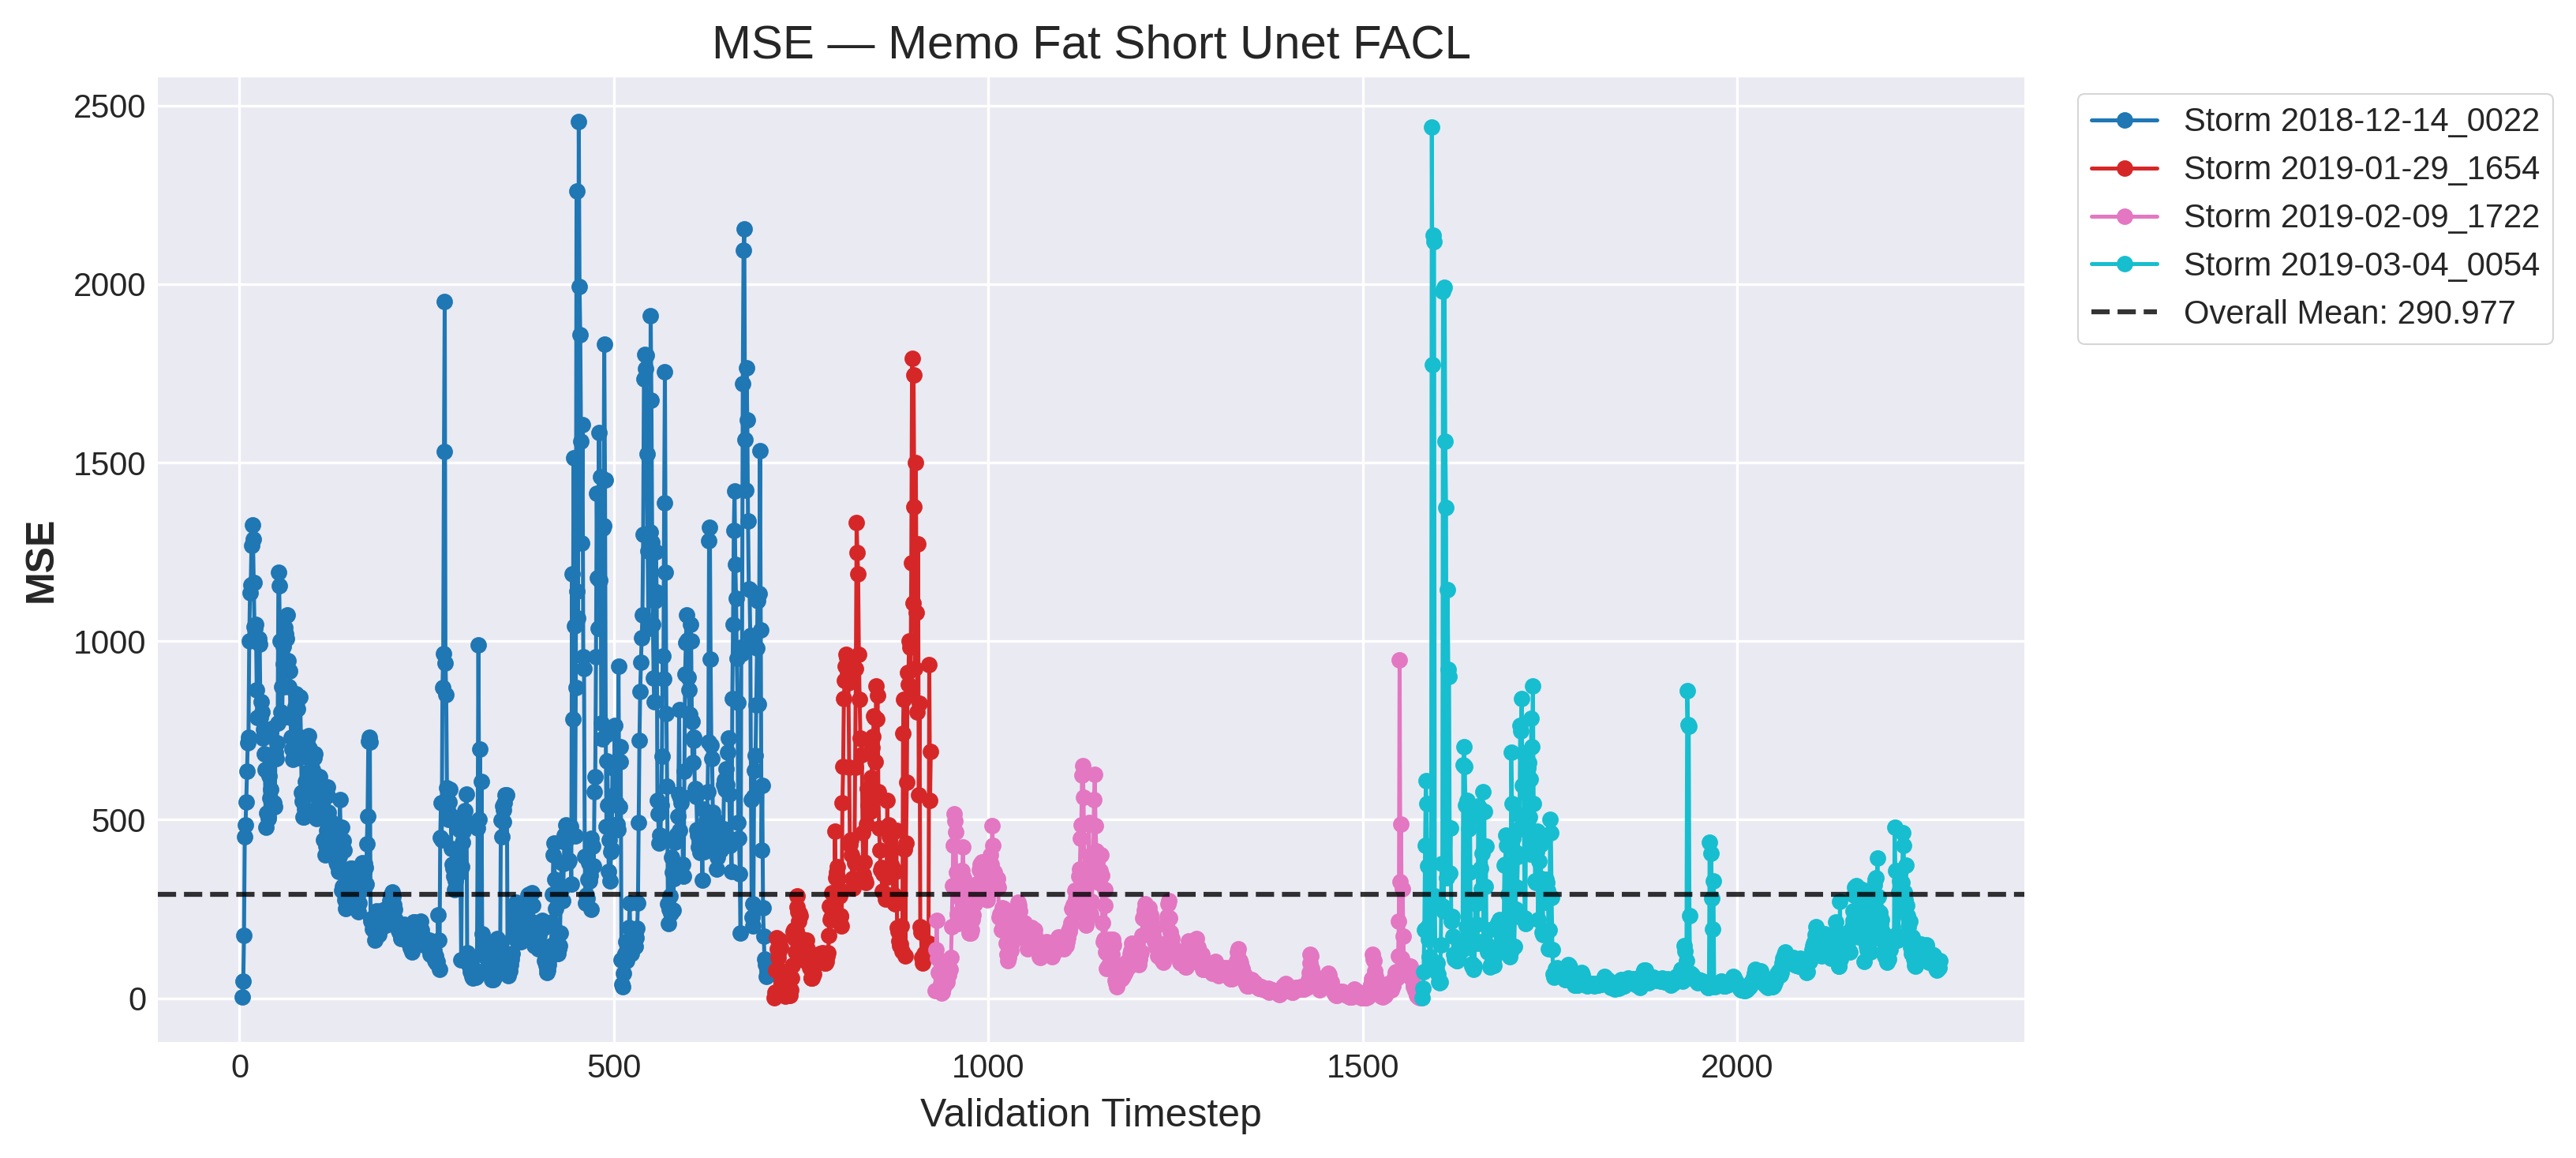 MSE — Memo Fat Short Unet FACL
2500
2000
1500
1000
500
0
MSE
0 500 1000 1500 2000
Validation Timestep
Storm 2018-12-14_0022
Storm 2019-01-29_1654
Storm 2019-02-09_1722
Storm 2019-03-04_0054
Overall Mean: 290.977